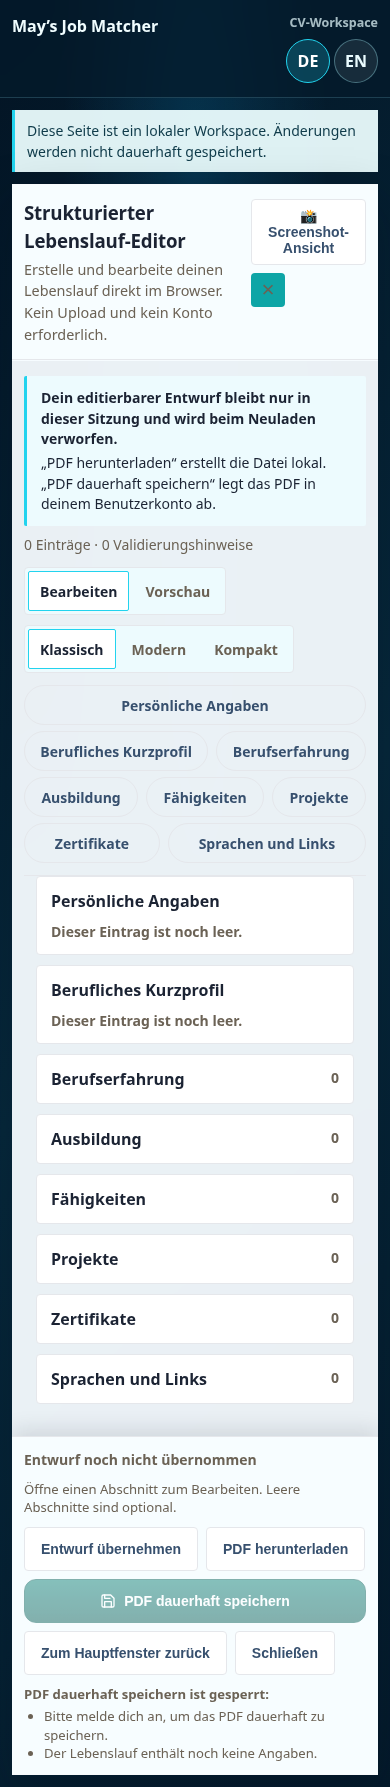 May’s Job Matcher
CV-Workspace
DE EN
Diese Seite ist ein lokaler Workspace. Änderungen
werden nicht dauerhaft gespeichert.
Strukturierter
Lebenslauf-Editor
Erstelle und bearbeite deinen
Lebenslauf direkt im Browser.
Kein Upload und kein Konto
erforderlich.
📸
Screenshot-
Ansicht
×
Dein editierbarer Entwurf bleibt nur in
dieser Sitzung und wird beim Neuladen
verworfen.
„PDF herunterladen“ erstellt die Datei lokal.
„PDF dauerhaft speichern“ legt das PDF in
deinem Benutzerkonto ab.
0 Einträge · 0 Validierungshinweise
Bearbeiten Vorschau
Klassisch Modern Kompakt
Persönliche Angaben
Berufliches Kurzprofil Berufserfahrung
Ausbildung Fähigkeiten Projekte
Zertifikate Sprachen und Links
Persönliche Angaben
Dieser Eintrag ist noch leer.
Berufliches Kurzprofil
Dieser Eintrag ist noch leer.
Berufserfahrung 0
Ausbildung 0
Fähigkeiten 0
Projekte 0
Zertifikate 0
Sprachen und Links 0
Entwurf noch nicht übernommen
Öffne einen Abschnitt zum Bearbeiten. Leere
Abschnitte sind optional.
Entwurf übernehmen PDF herunterladen
PDF dauerhaft speichern
Zum Hauptfenster zurück Schließen
PDF dauerhaft speichern ist gesperrt:
• Bitte melde dich an, um das PDF dauerhaft zu
speichern.
• Der Lebenslauf enthält noch keine Angaben.